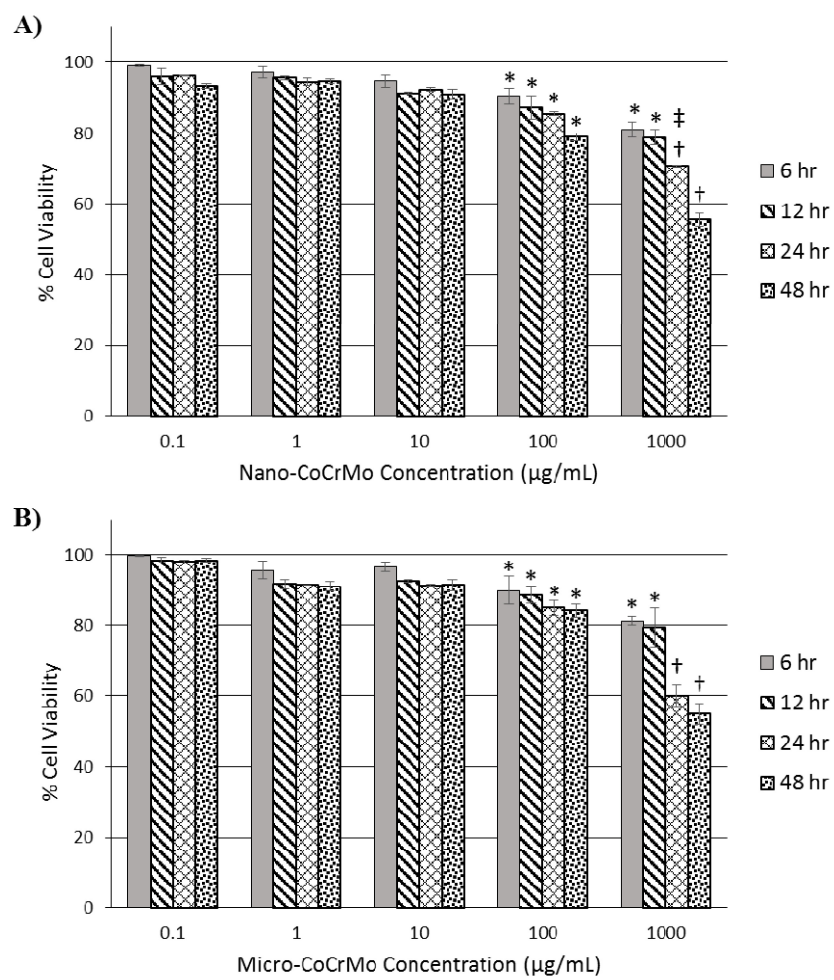 A)
100
80
60
40
20
0
% Cell Viability
* * * * * * ‡
†
†
0.1 1 10 100 1000
Nano-CoCrMo Concentration (µg/mL)
6 hr
12 hr
24 hr
48 hr
B)
100
80
60
40
20
0
% Cell Viability
* * * * * *
† †
0.1 1 10 100 1000
Micro-CoCrMo Concentration (µg/mL)
6 hr
12 hr
24 hr
48 hr